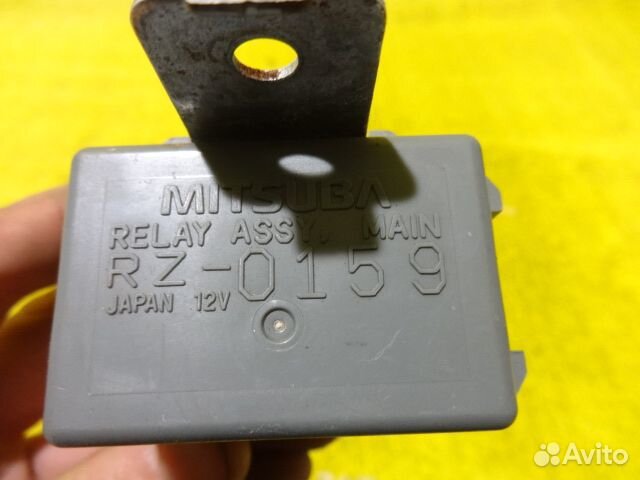 MITSUBA
RELAY ASSY, MAIN
RZ-0159
JAPAN 12V
Avito